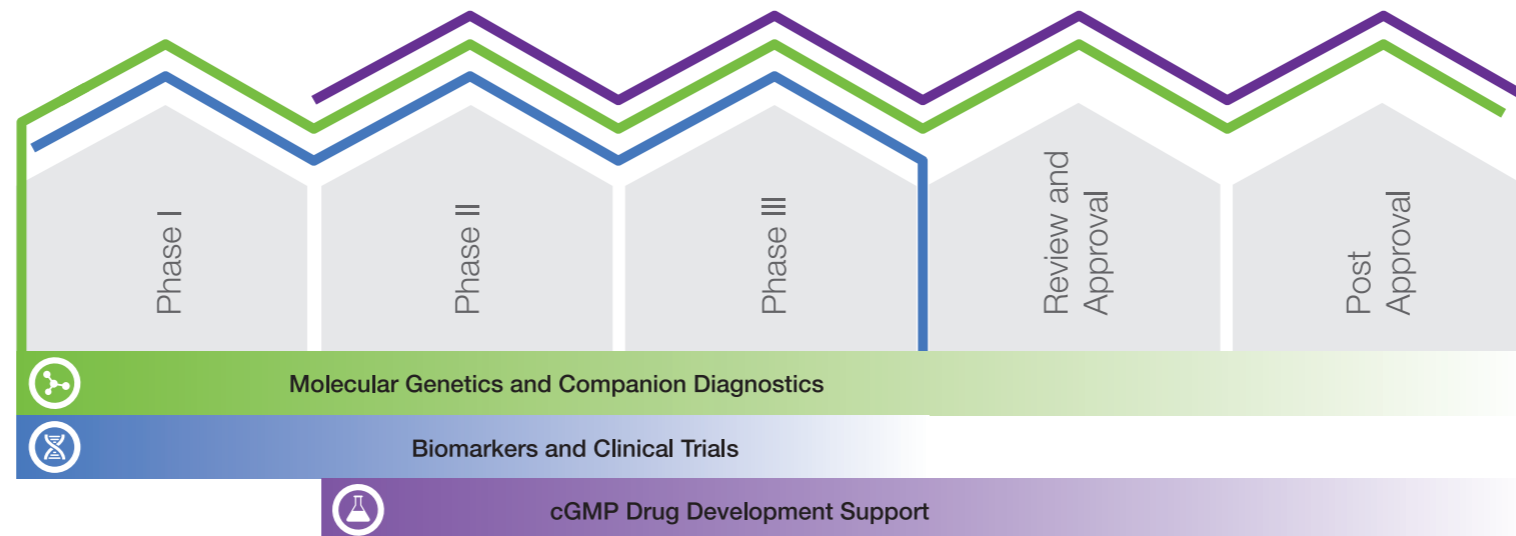 Phase I
Phase II
Phase III
Review and
Approval
Post
Approval
Molecular Genetics and Companion Diagnostics
Biomarkers and Clinical Trials
cGMP Drug Development Support